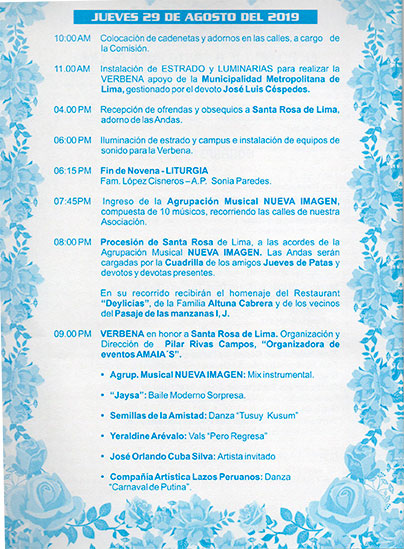 JUEVES 29 DE AGOSTO DEL 2019
10:00 AM Colocación de cadenetas y adornos en las calles, a cargo de
la Comisión.
11.00 AM Instalación de ESTRADO y LUMINARIAS para realizar la
VERBENA apoyo de la Municipalidad Metropolitana de
Lima, gestionado por el devoto José Luis Céspedes.
04.00 PM Recepción de ofrendas y obsequios a Santa Rosa de Lima,
adorno de las Andas.
06:00 PM Iluminación de estrado y campus e instalación de equipos de
sonido para la Verbena.
06:15 PM Fin de Novena - LITURGIA
Fam. López Cisneros – A.P. Sonia Paredes.
07:45PM Ingreso de la Agrupación Musical NUEVA IMAGEN,
compuesta de 10 músicos, recorriendo las calles de nuestra
Asociación.
08:00 PM Procesión de Santa Rosa de Lima, a las acordes de la
Agrupación Musical NUEVA IMAGEN. Las Andas serán
cargadas por la Cuadrilla de los amigos Jueves de Patas y
devotos y devotas presentes.
En su recorrido recibirán el homenaje del Restaurant
“Deylicias”, de la Familia Altuna Cabrera y de los vecinos
del Pasaje de las manzanas I, J.
09.00 PM VERBENA en honor a Santa Rosa de Lima. Organización y
Dirección de Pilar Rivas Campos, “Organizadora de
eventos AMAIA´S”.
• Agrup. Musical NUEVA IMAGEN: Mix instrumental.
• “Jaysa”: Baile Moderno Sorpresa.
• Semillas de la Amistad: Danza “Tusuy Kusum”
• Yeraldine Arévalo: Vals “Pero Regresa”
• José Orlando Cuba Silva: Artista invitado
• Compañia Artística Lazos Peruanos: Danza
“Carnaval de Putina”.